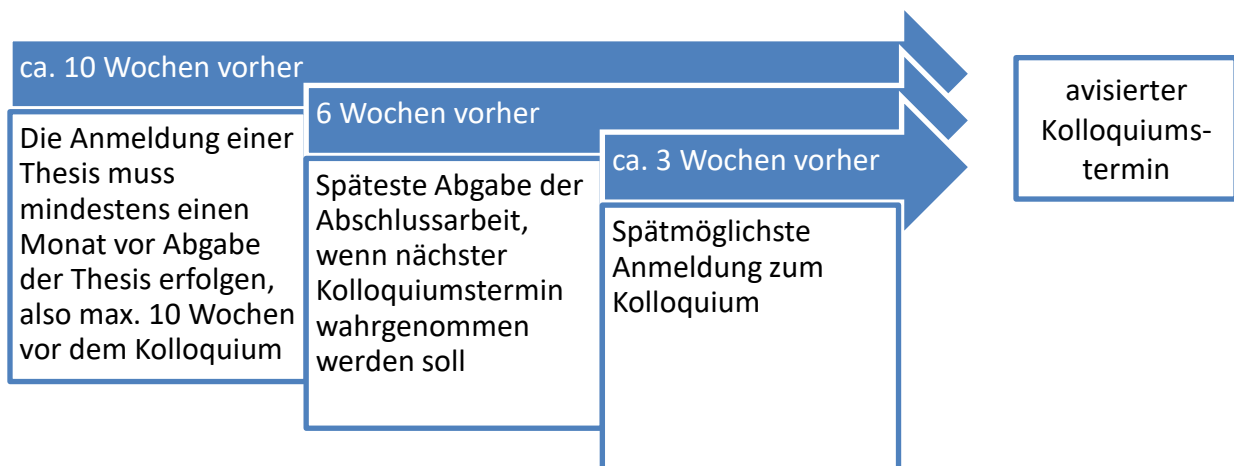 ca. 10 Wochen vorher
Die Anmeldung einer
Thesis muss
mindestens einen
Monat vor Abgabe
der Thesis erfolgen,
also max. 10 Wochen
vor dem Kolloquium
6 Wochen vorher
Späteste Abgabe der
Abschlussarbeit,
wenn nächster
Kolloquiumstermin
wahrgenommen
werden soll
ca. 3 Wochen vorher
Spätmöglichste
Anmeldung zum
Kolloquium
avisierter
Kolloquiums-
termin